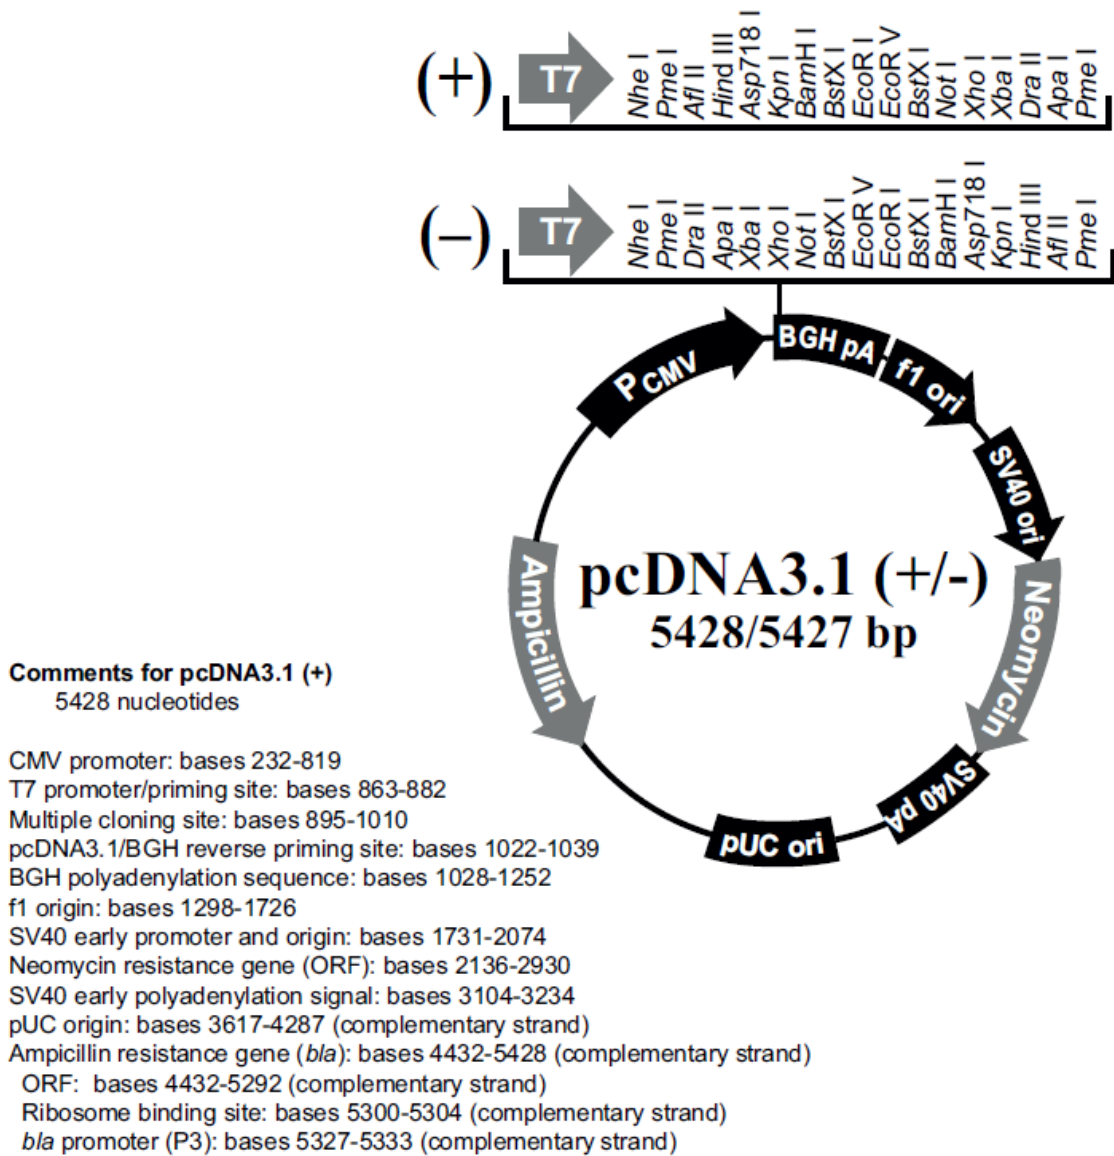 (+)
T7
Nhe I
Pme I
Afl II
Hind III
Asp718 I
Kpn I
BamH I
BstX I
EcoR I
EcoR V
BstX I
Not I
Xho I
Xba I
Dra II
Apa I
Pme I
(–)
T7
Nhe I
Pme I
Dra II
Apa I
Xba I
Xho I
Not I
BstX I
EcoR V
EcoR I
BstX I
BamH I
Asp718 I
Kpn I
Hind III
Afl II
Pme I
PCMV
BGH pA
f1 ori
SV40 ori
Neomycin
SV40 pA
pUC ori
Ampicillin
pcDNA3.1 (+/-)
5428/5427 bp
Comments for pcDNA3.1 (+)
5428 nucleotides
CMV promoter: bases 232-819
T7 promoter/priming site: bases 863-882
Multiple cloning site: bases 895-1010
pcDNA3.1/BGH reverse priming site: bases 1022-1039
BGH polyadenylation sequence: bases 1028-1252
f1 origin: bases 1298-1726
SV40 early promoter and origin: bases 1731-2074
Neomycin resistance gene (ORF): bases 2136-2930
SV40 early polyadenylation signal: bases 3104-3234
pUC origin: bases 3617-4287 (complementary strand)
Ampicillin resistance gene (bla): bases 4432-5428 (complementary strand)
ORF: bases 4432-5292 (complementary strand)
Ribosome binding site: bases 5300-5304 (complementary strand)
bla promoter (P3): bases 5327-5333 (complementary strand)